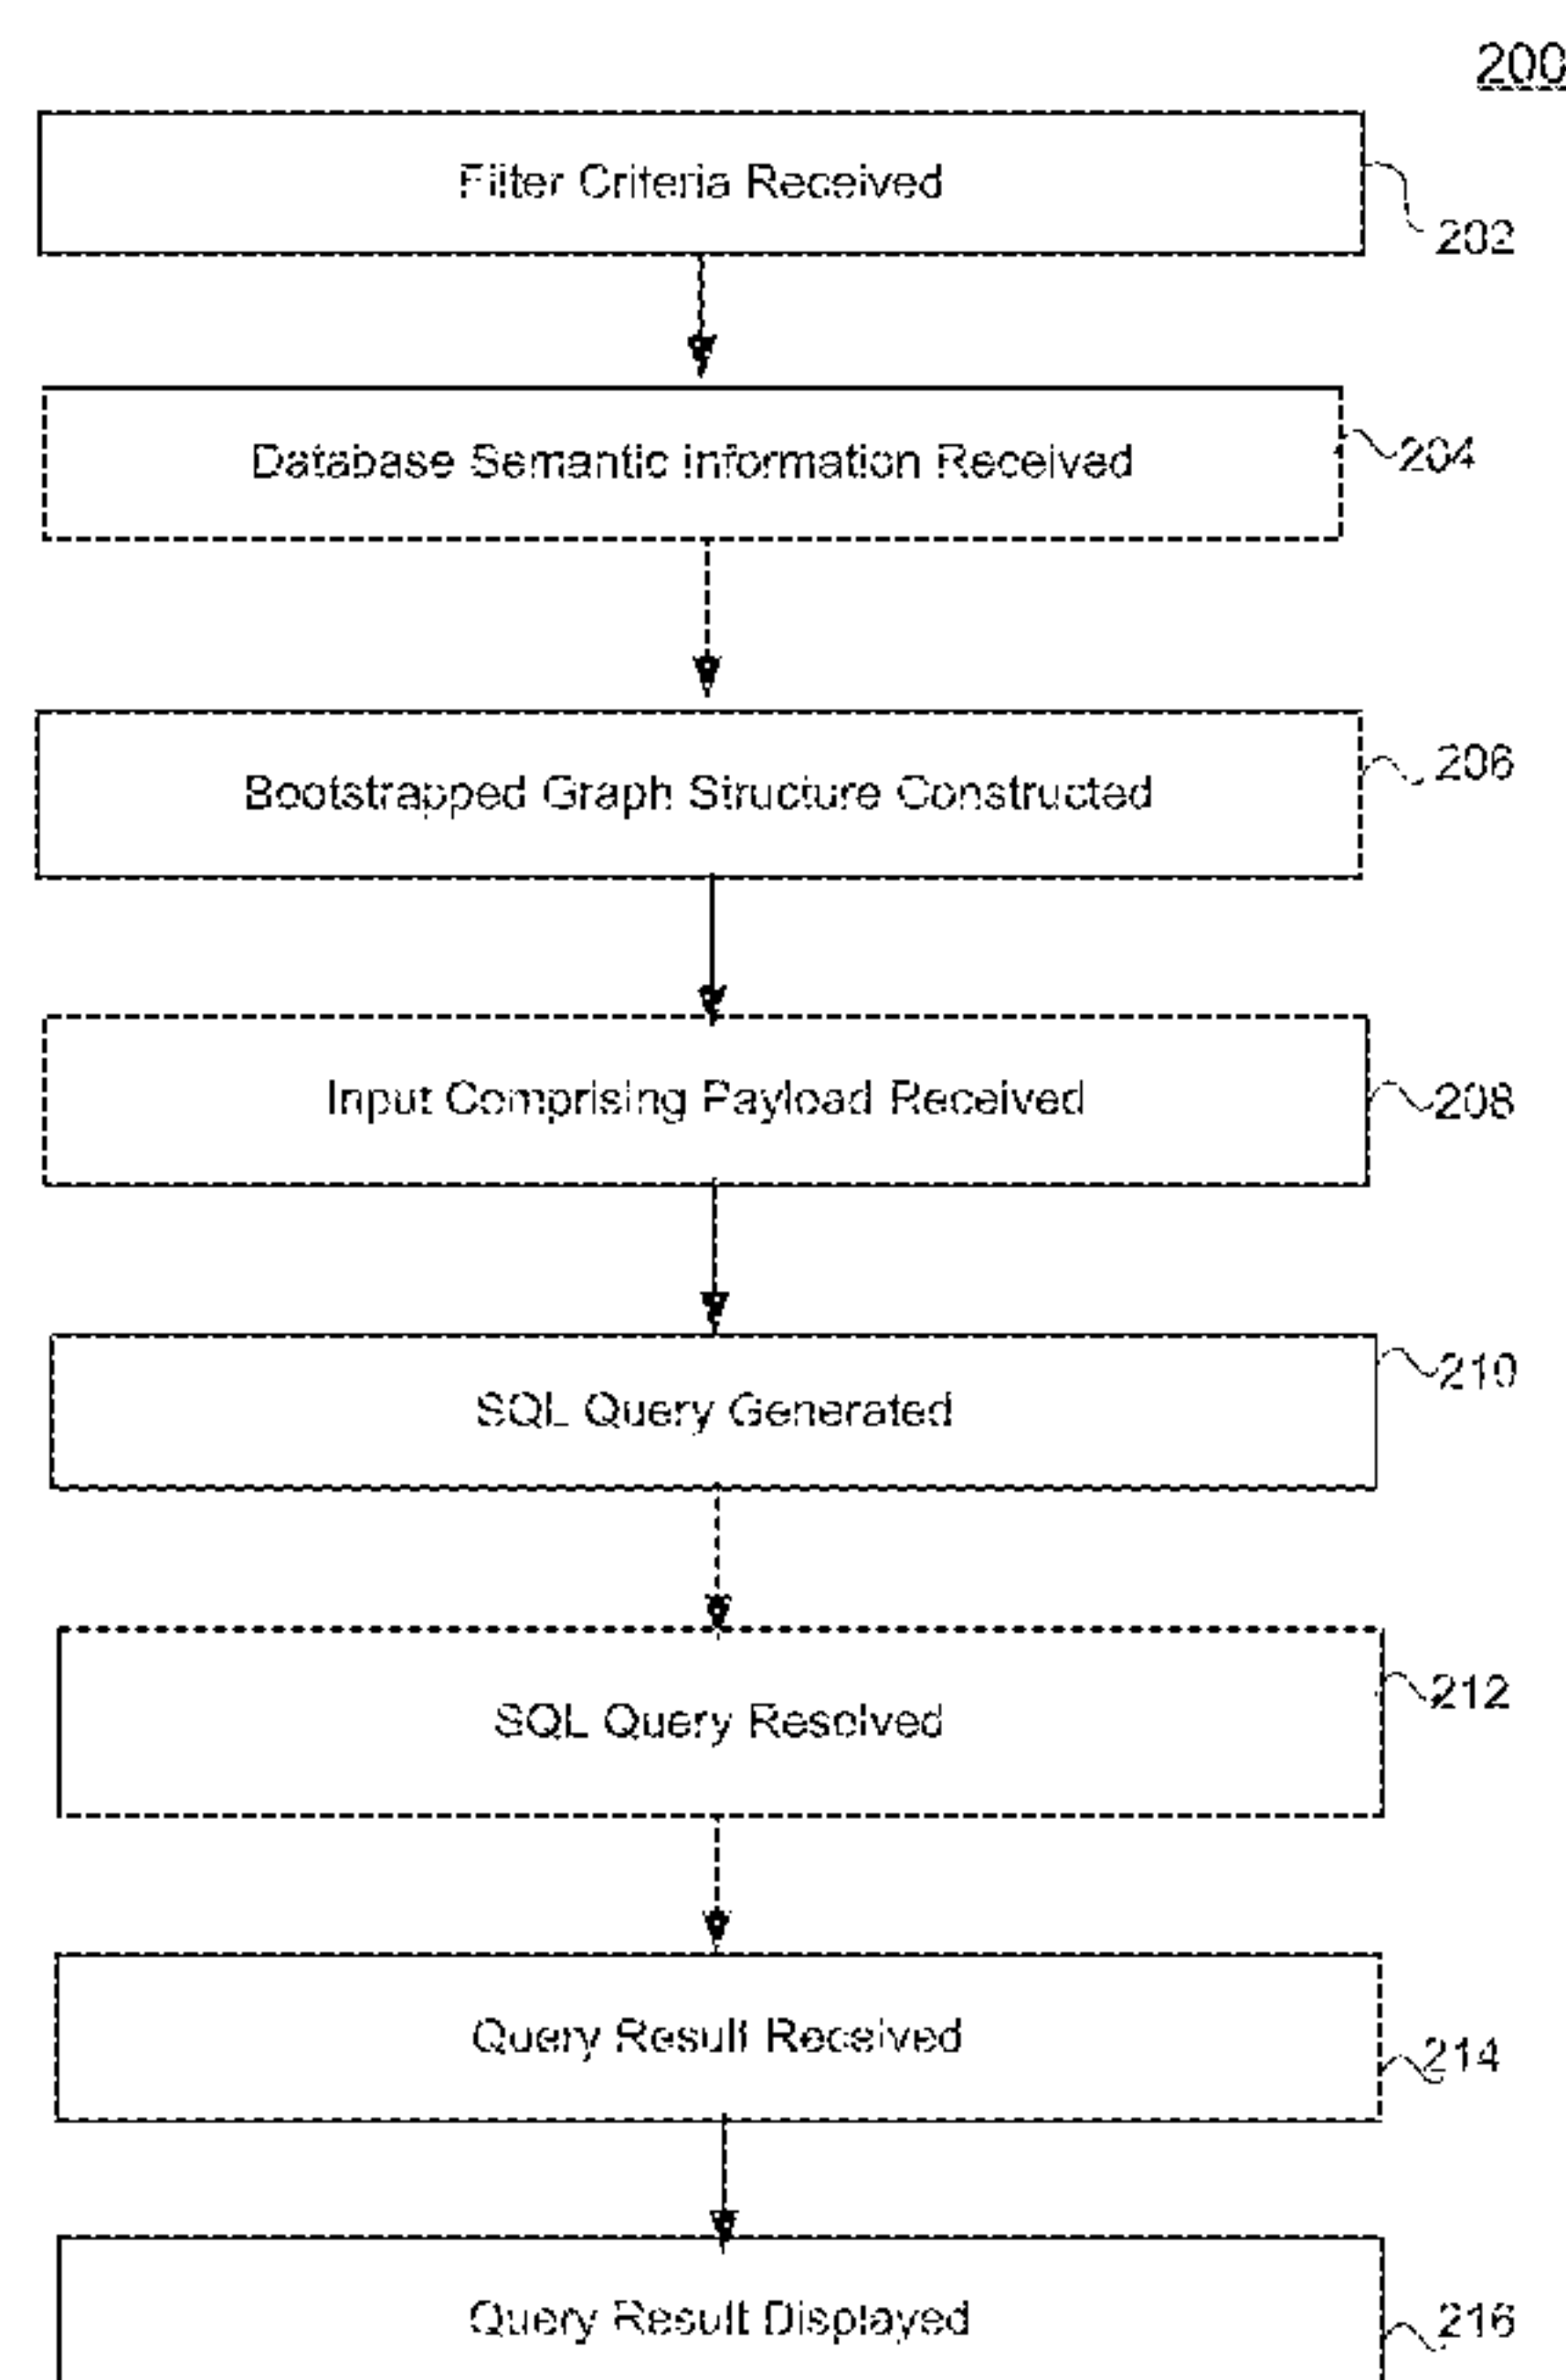 200
Filter Criteria Received
202
Database Semantic Information Received
204
Bootstrapped Graph Structure Constructed
206
Input Comprising Payload Received
208
SQL Query Generated
210
SQL Query Resolved
212
Query Result Received
214
Query Result Displayed
216